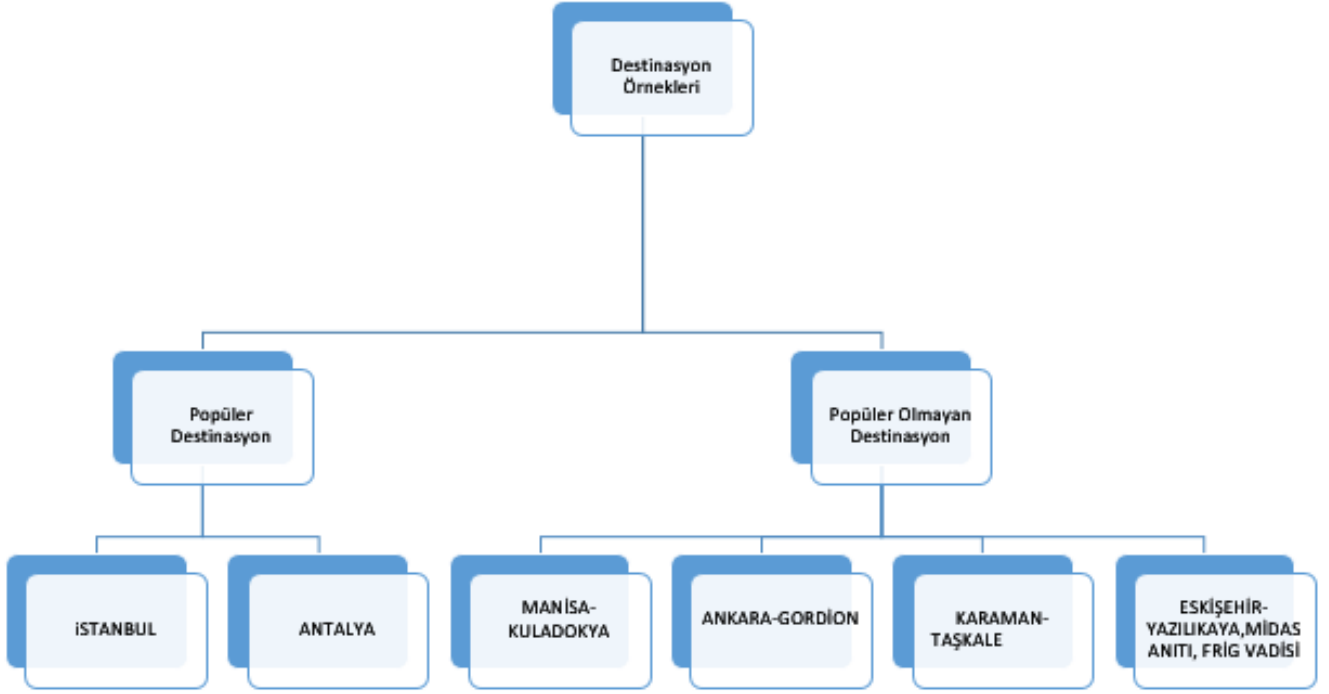 Destinasyon
Örnekleri
Popüler
Destinasyon
Popüler Olmayan
Destinasyon
iSTANBUL
ANTALYA
MANİSA-
KULADOKYA
ANKARA-GORDİON
KARAMAN-
TAŞKALE
ESKİŞEHİR-
YAZILIKAYA,MİDAS
ANITI, FRİG VADİSİ